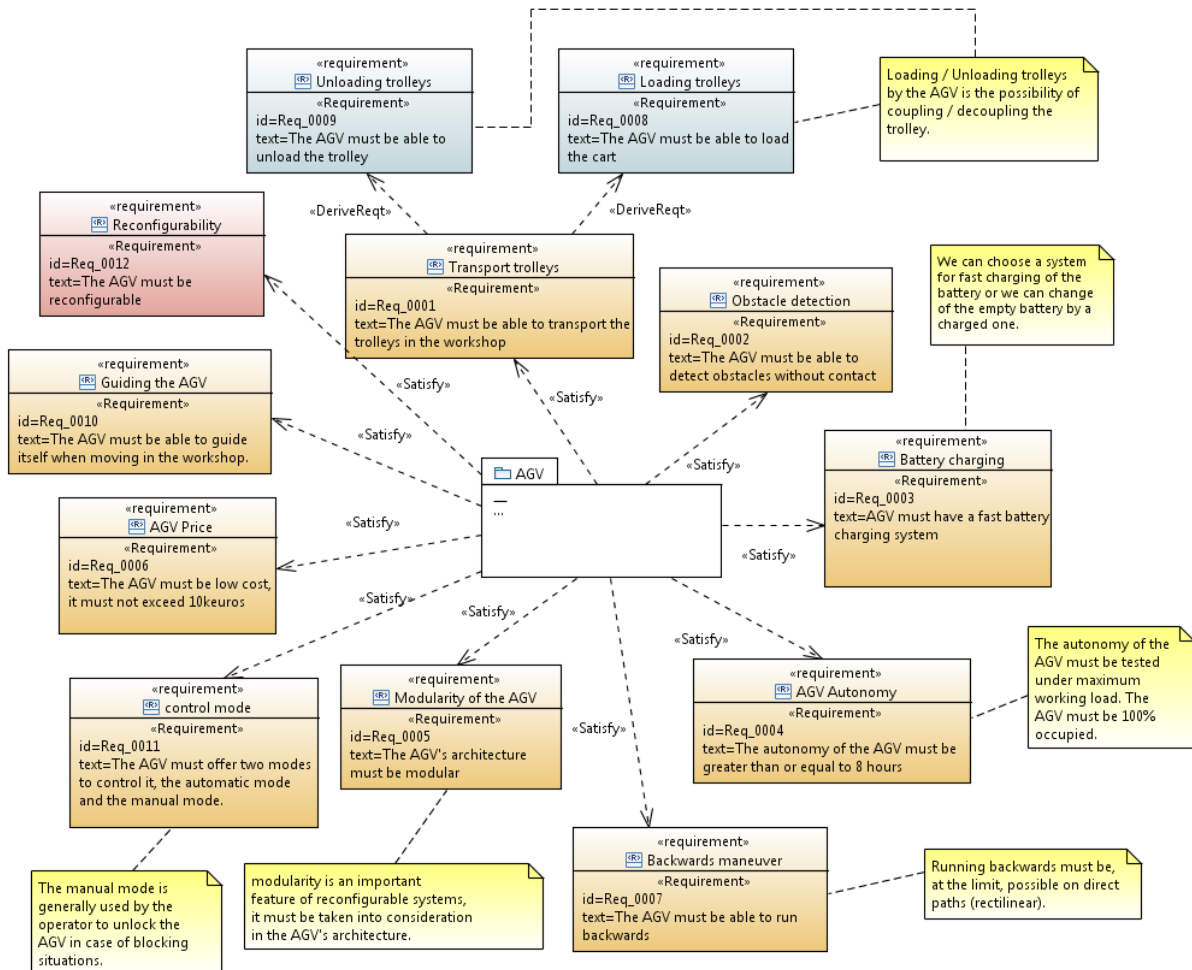 «requirement»
Unloading trolleys
«Requirement»
id=Req_0009
text=The AGV must be able to
unload the trolley
«requirement»
Loading trolleys
«Requirement»
id=Req_0008
text=The AGV must be able to load
the cart
Loading / Unloading trolleys
by the AGV is the possibility of
coupling / decoupling the
trolley.
«DeriveReqt»
«DeriveReqt»
«requirement»
Reconfigurability
«Requirement»
id=Req_0012
text=The AGV must be
reconfigurable
«requirement»
Transport trolleys
«Requirement»
id=Req_0001
text=The AGV must be able to transport the
trolleys in the workshop
«requirement»
Obstacle detection
«Requirement»
id=Req_0002
text=The AGV must be able to
detect obstacles without contact
We can choose a system
for fast charging of the
battery or we can change
of the empty battery by a
charged one.
«requirement»
Guiding the AGV
«Requirement»
id=Req_0010
text=The AGV must be able to guide
itself when moving in the workshop.
«Satisfy»
«Satisfy»
«Satisfy»
«Satisfy»
«requirement»
Battery charging
«Requirement»
id=Req_0003
text=AGV must have a fast battery
charging system
AGV
...
«requirement»
AGV Price
«Requirement»
id=Req_0006
text=The AGV must be low cost,
it must not exceed 10keuros
«Satisfy»
«Satisfy»
«Satisfy»
«Satisfy»
«Satisfy»
«Satisfy»
«requirement»
control mode
«Requirement»
id=Req_0011
text=The AGV must offer two modes
to control it, the automatic mode
and the manual mode.
«requirement»
Modularity of the AGV
«Requirement»
id=Req_0005
text=The AGV's architecture
must be modular
«requirement»
AGV Autonomy
«Requirement»
id=Req_0004
text=The autonomy of the AGV must be
greater than or equal to 8 hours
The autonomy of the
AGV must be tested
under maximum
working load. The
AGV must be 100%
occupied.
«requirement»
Backwards maneuver
«Requirement»
id=Req_0007
text=The AGV must be able to run
backwards
Running backwards must be,
at the limit, possible on direct
paths (rectilinear).
The manual mode is
generally used by the
operator to unlock the
AGV in case of blocking
situations.
modularity is an important
feature of reconfigurable systems,
it must be taken into consideration
in the AGV's architecture.